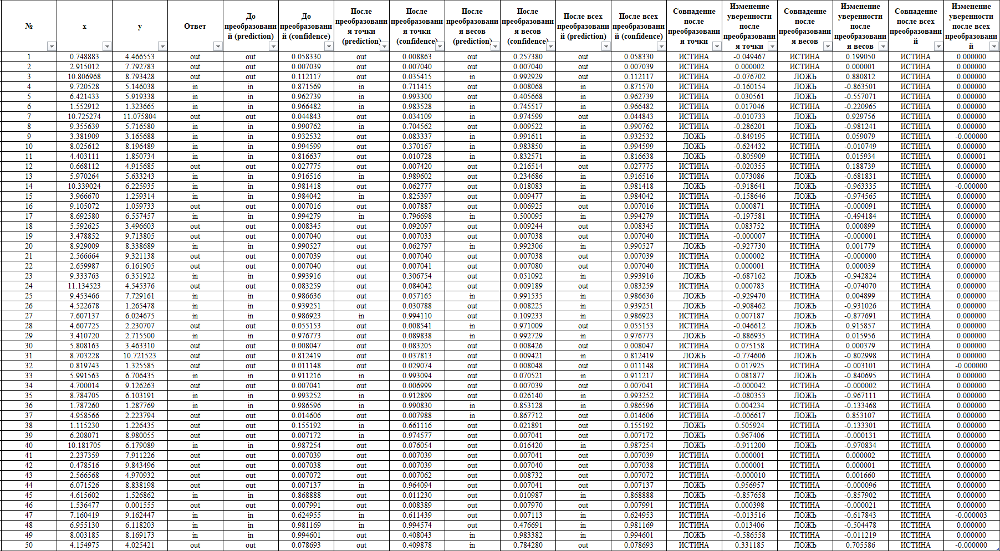 № x y Ответ До преобразований (prediction) До преобразований (confidence) После преобразования точки (prediction) После преобразования точки (confidence) После преобразования весов (prediction) После преобразования весов (confidence) После всех преобразований (prediction) После всех преобразований (confidence) Совпадение после преобразования точки Изменение уверенности после преобразования точки Совпадение после преобразования весов Изменение уверенности после преобразования весов Совпадение после всех преобразований Изменение уверенности после всех преобразований
1 0.748883 4.466553 out out 0.058330 out 0.008863 out 0.257380 out 0.058330 ИСТИНА -0.049467 ИСТИНА 0.199050 ИСТИНА 0.000000
2 2.915012 7.792783 out out 0.007039 out 0.007040 out 0.007040 out 0.007039 ИСТИНА 0.000002 ИСТИНА 0.000001 ИСТИНА 0.000000
3 10.806968 8.793428 out out 0.112117 out 0.035415 in 0.992929 out 0.112117 ИСТИНА -0.076702 ЛОЖЬ 0.880812 ИСТИНА 0.000000
4 9.720528 5.146038 in in 0.871569 in 0.711415 out 0.008068 in 0.871570 ИСТИНА -0.160154 ЛОЖЬ -0.863501 ИСТИНА 0.000000
5 6.421433 5.919338 in in 0.962739 in 0.993300 out 0.405668 in 0.962739 ИСТИНА 0.030561 ЛОЖЬ -0.557071 ИСТИНА 0.000000
6 1.552912 1.323665 in in 0.966482 in 0.983528 in 0.745517 in 0.966482 ИСТИНА 0.017046 ИСТИНА -0.220965 ИСТИНА 0.000000
7 10.725274 11.075804 out out 0.044843 out 0.034109 in 0.974599 out 0.044843 ИСТИНА -0.010733 ЛОЖЬ 0.929756 ИСТИНА 0.000000
8 9.355639 5.716580 in in 0.990762 in 0.704562 out 0.009522 in 0.990762 ИСТИНА -0.286201 ЛОЖЬ -0.981241 ИСТИНА 0.000000
9 3.381909 3.165688 in in 0.932532 out 0.083337 in 0.991611 in 0.932532 ЛОЖЬ -0.849195 ИСТИНА 0.059079 ИСТИНА -0.000000
10 8.025612 8.196489 in in 0.994599 out 0.370167 in 0.983850 in 0.994599 ЛОЖЬ -0.624432 ИСТИНА -0.010749 ИСТИНА 0.000000
11 4.403111 1.850734 in in 0.816637 out 0.010728 in 0.832571 in 0.816638 ЛОЖЬ -0.805909 ИСТИНА 0.015934 ИСТИНА 0.000001
12 0.668112 4.915685 out out 0.027775 out 0.007420 out 0.216514 out 0.027775 ИСТИНА -0.020355 ИСТИНА 0.188739 ИСТИНА 0.000000
13 5.970264 5.633243 in in 0.916516 in 0.989602 out 0.234686 in 0.916516 ИСТИНА 0.073086 ЛОЖЬ -0.681831 ИСТИНА 0.000000
14 10.339024 6.225935 in in 0.981418 out 0.062777 out 0.018083 in 0.981418 ЛОЖЬ -0.918641 ЛОЖЬ -0.963335 ИСТИНА -0.000000
15 3.966670 1.259314 in in 0.984042 in 0.825397 out 0.009477 in 0.984042 ИСТИНА -0.158646 ЛОЖЬ -0.974565 ИСТИНА 0.000000
16 9.105072 1.059733 out out 0.007016 out 0.007887 out 0.006925 out 0.007016 ИСТИНА 0.000871 ИСТИНА -0.000091 ИСТИНА 0.000000
17 8.692580 6.557457 in in 0.994279 in 0.796698 in 0.500095 in 0.994279 ИСТИНА -0.197581 ИСТИНА -0.494184 ИСТИНА 0.000000
18 5.592625 3.496603 out out 0.008345 out 0.092097 out 0.009244 out 0.008345 ИСТИНА 0.083752 ИСТИНА 0.000899 ИСТИНА 0.000000
19 3.478852 9.713805 out out 0.007040 out 0.007033 out 0.007038 out 0.007040 ИСТИНА -0.000007 ИСТИНА -0.000001 ИСТИНА 0.000000
20 8.929009 8.338689 in in 0.990527 out 0.062797 in 0.992306 in 0.990527 ЛОЖЬ -0.927730 ИСТИНА 0.001779 ИСТИНА 0.000000
21 2.566664 9.321138 out out 0.007039 out 0.007040 out 0.007038 out 0.007039 ИСТИНА 0.000002 ИСТИНА -0.000000 ИСТИНА 0.000000
22 2.659987 6.161905 out out 0.007040 out 0.007041 out 0.007080 out 0.007040 ИСТИНА 0.000001 ИСТИНА 0.000039 ИСТИНА 0.000000
23 9.333763 6.351922 in in 0.993916 out 0.306754 out 0.051092 in 0.993916 ЛОЖЬ -0.687162 ЛОЖЬ -0.942824 ИСТИНА 0.000000
24 11.134523 4.545376 out out 0.083259 out 0.084042 out 0.009189 out 0.083259 ИСТИНА 0.000783 ИСТИНА -0.074070 ИСТИНА 0.000000
25 9.453466 7.729161 in in 0.986636 out 0.057165 in 0.991535 in 0.986636 ЛОЖЬ -0.929470 ИСТИНА 0.004899 ИСТИНА 0.000000
26 4.522678 1.265478 in in 0.939251 out 0.030788 out 0.008225 in 0.939251 ЛОЖЬ -0.908462 ЛОЖЬ -0.931026 ИСТИНА 0.000000
27 7.607137 6.024675 in in 0.986923 in 0.994110 out 0.109233 in 0.986923 ИСТИНА 0.007187 ЛОЖЬ -0.877691 ИСТИНА 0.000000
28 4.607725 2.230707 out out 0.055153 out 0.008541 in 0.971009 out 0.055153 ИСТИНА -0.046612 ЛОЖЬ 0.915857 ИСТИНА 0.000000
29 3.410720 2.715500 in in 0.976773 out 0.089838 in 0.992729 in 0.976773 ЛОЖЬ -0.886935 ИСТИНА 0.015956 ИСТИНА 0.000000
30 5.808163 3.463310 out out 0.008047 out 0.083205 out 0.008426 out 0.008047 ИСТИНА 0.075158 ИСТИНА 0.000379 ИСТИНА 0.000000
31 8.703228 10.721523 out out 0.812419 out 0.037813 out 0.009421 in 0.812419 ЛОЖЬ -0.774606 ЛОЖЬ -0.802998 ИСТИНА 0.000000
32 0.819743 1.325585 out out 0.011148 out 0.029074 out 0.008048 out 0.011148 ИСТИНА 0.017925 ИСТИНА -0.003101 ИСТИНА -0.000000
33 5.991563 6.706435 in in 0.911216 in 0.993094 out 0.070521 in 0.911217 ИСТИНА 0.081877 ЛОЖЬ -0.840695 ИСТИНА 0.000000
34 4.700014 9.126263 out out 0.007041 out 0.006999 out 0.007039 out 0.007041 ИСТИНА -0.000042 ИСТИНА -0.000002 ИСТИНА 0.000000
35 8.784705 6.103191 in in 0.993252 in 0.912899 out 0.026140 in 0.993252 ИСТИНА -0.080353 ЛОЖЬ -0.967111 ИСТИНА 0.000000
36 1.787260 1.287769 in in 0.986596 in 0.990830 in 0.853128 in 0.986596 ИСТИНА 0.004234 ИСТИНА -0.133468 ИСТИНА 0.000000
37 4.958566 2.223794 out out 0.014606 out 0.007988 in 0.867712 out 0.014606 ИСТИНА -0.006617 ЛОЖЬ 0.853107 ИСТИНА 0.000000
38 1.115230 1.226435 out out 0.155192 in 0.661116 out 0.021891 out 0.155192 ЛОЖЬ 0.505924 ИСТИНА -0.133301 ИСТИНА 0.000000
39 6.208071 8.980055 out out 0.007172 in 0.974577 out 0.007041 out 0.007172 ЛОЖЬ 0.967406 ИСТИНА -0.000131 ИСТИНА 0.000000
40 10.181705 6.179089 in in 0.987254 out 0.076054 out 0.016420 in 0.987254 ЛОЖЬ -0.911200 ЛОЖЬ -0.970834 ИСТИНА 0.000000
41 2.237359 7.911226 out out 0.007039 out 0.007039 out 0.007041 out 0.007039 ИСТИНА 0.000001 ИСТИНА 0.000002 ИСТИНА 0.000000
42 0.478516 9.843496 out out 0.007038 out 0.007039 out 0.007040 out 0.007038 ИСТИНА 0.000001 ИСТИНА 0.000001 ИСТИНА 0.000000
43 2.566568 4.970932 out out 0.007072 out 0.007062 out 0.008732 out 0.007072 ИСТИНА -0.000010 ИСТИНА 0.001660 ИСТИНА 0.000000
44 6.071526 8.838198 out out 0.007137 in 0.964094 out 0.007041 out 0.007137 ЛОЖЬ 0.956957 ИСТИНА -0.000096 ИСТИНА 0.000000
45 4.615602 1.526862 in in 0.868888 out 0.011230 out 0.010987 in 0.868888 ЛОЖЬ -0.857658 ЛОЖЬ -0.857902 ИСТИНА 0.000000
46 1.536477 0.001555 out out 0.007991 out 0.008389 out 0.007970 out 0.007991 ИСТИНА 0.000398 ИСТИНА -0.000021 ИСТИНА 0.000000
47 7.160419 9.162447 in in 0.624955 in 0.611439 out 0.007113 in 0.624953 ИСТИНА -0.013516 ЛОЖЬ -0.617843 ИСТИНА -0.000003
48 6.955130 6.118203 in in 0.981169 in 0.994574 out 0.476691 in 0.981169 ИСТИНА 0.013406 ЛОЖЬ -0.504478 ИСТИНА 0.000000
49 8.003185 8.169173 in in 0.994601 out 0.408043 in 0.983382 in 0.994601 ЛОЖЬ -0.586558 ИСТИНА -0.011219 ИСТИНА 0.000000
50 4.154975 4.025421 out out 0.078693 out 0.409878 in 0.784280 out 0.078693 ИСТИНА 0.331185 ЛОЖЬ 0.705586 ИСТИНА -0.000000